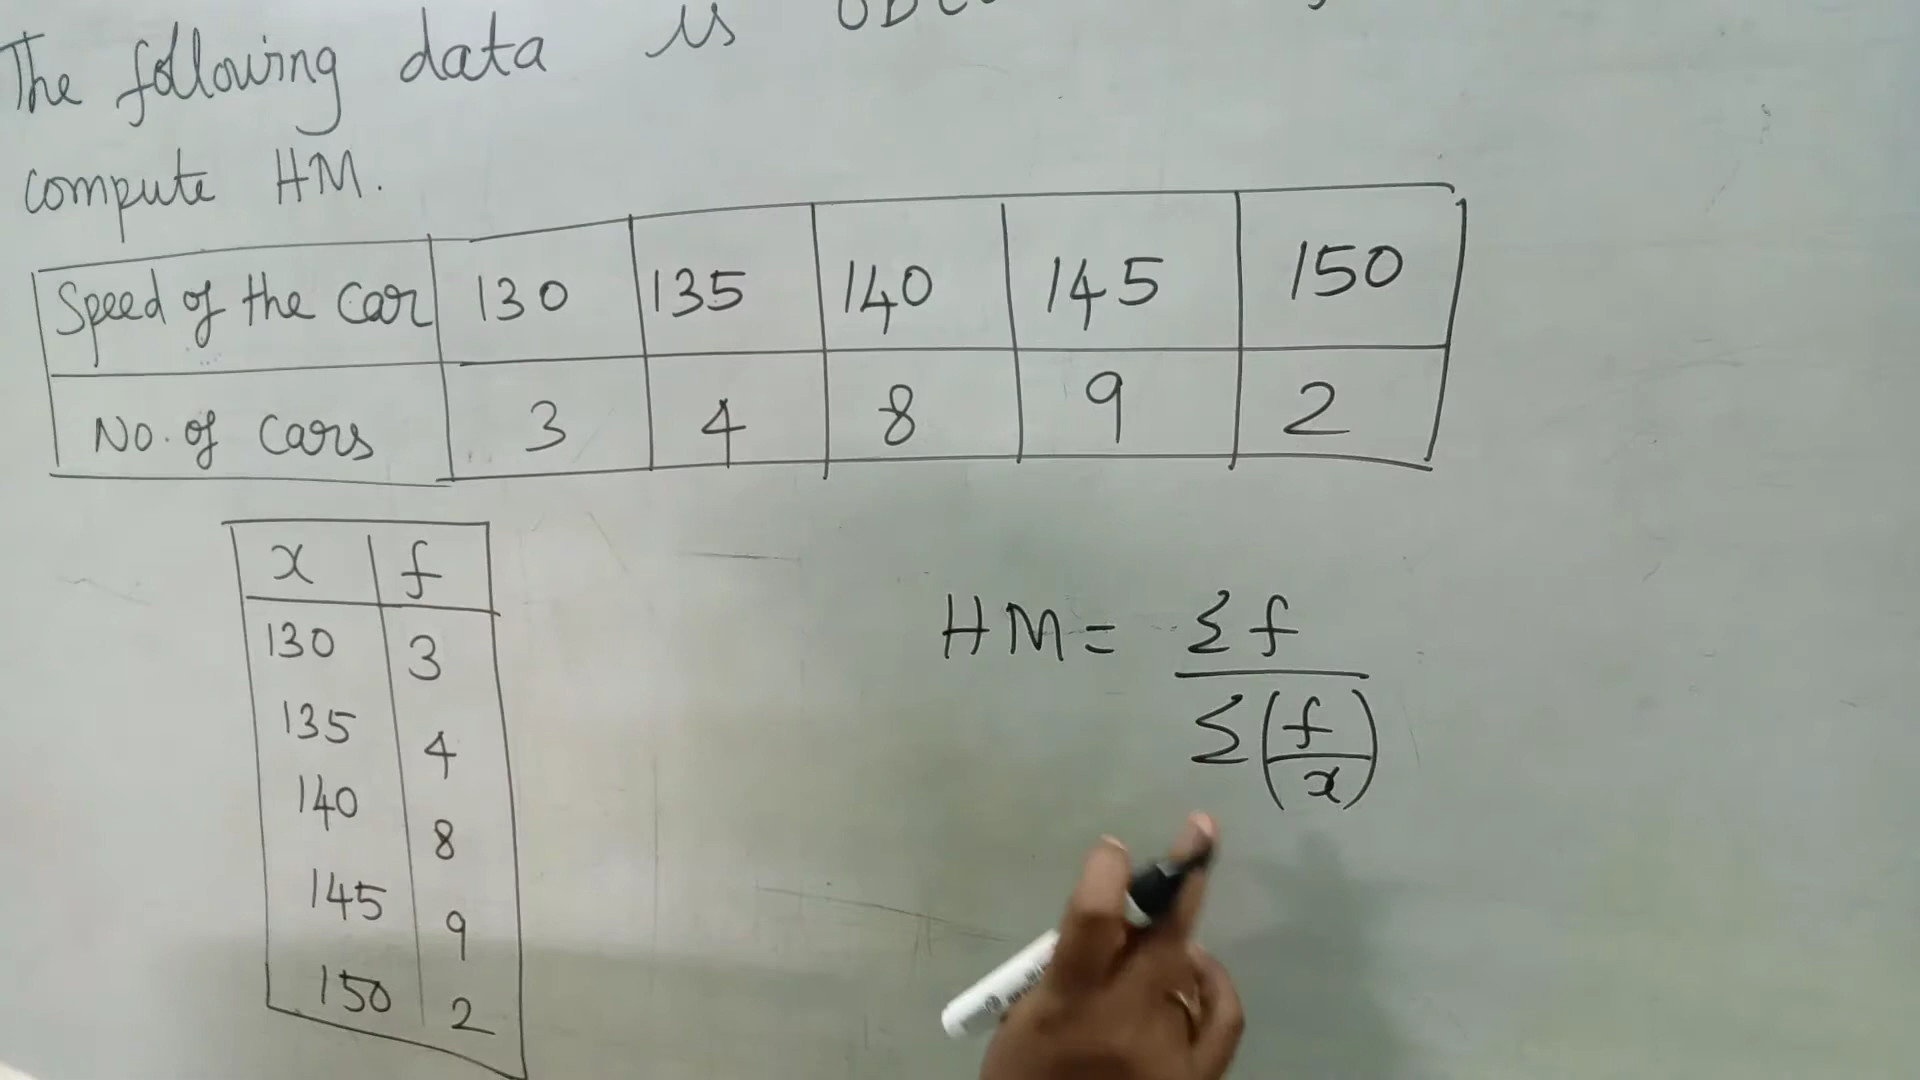 The following data is
compute HM.
Speed of the car 130 135 140 145 150
No. of cars 3 4 8 9 2
x f
130 3
135 4
140 8
145 9
150 2
HM = Σf
Σ(f
x)